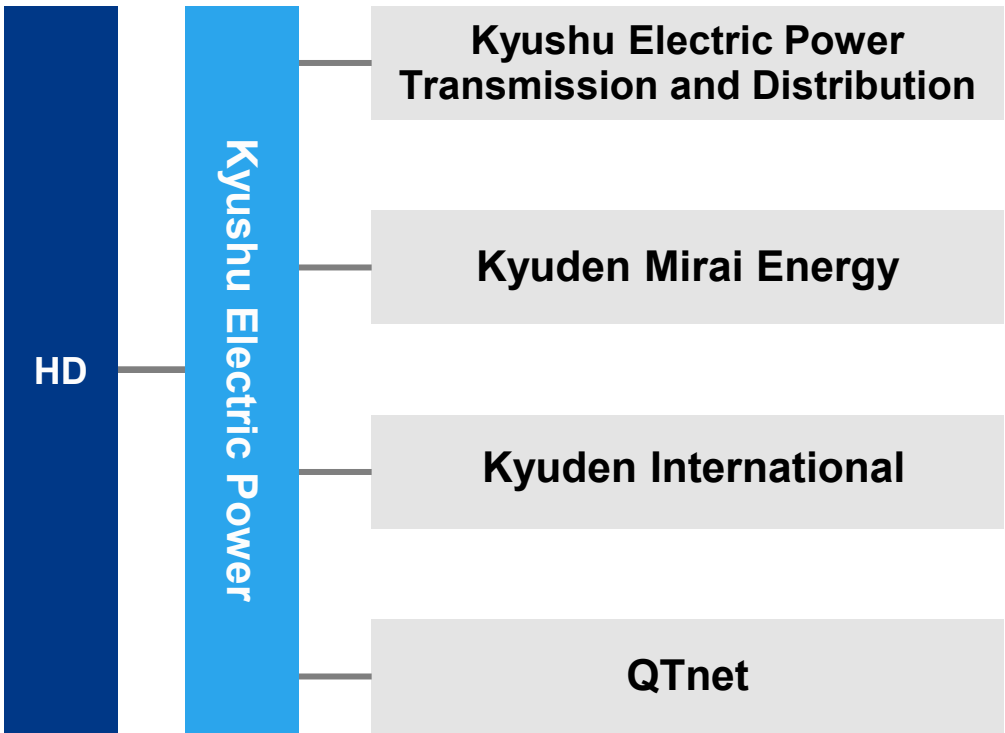 HD
Kyushu Electric Power
Kyushu Electric Power
Transmission and Distribution
Kyuden Mirai Energy
Kyuden International
QTnet